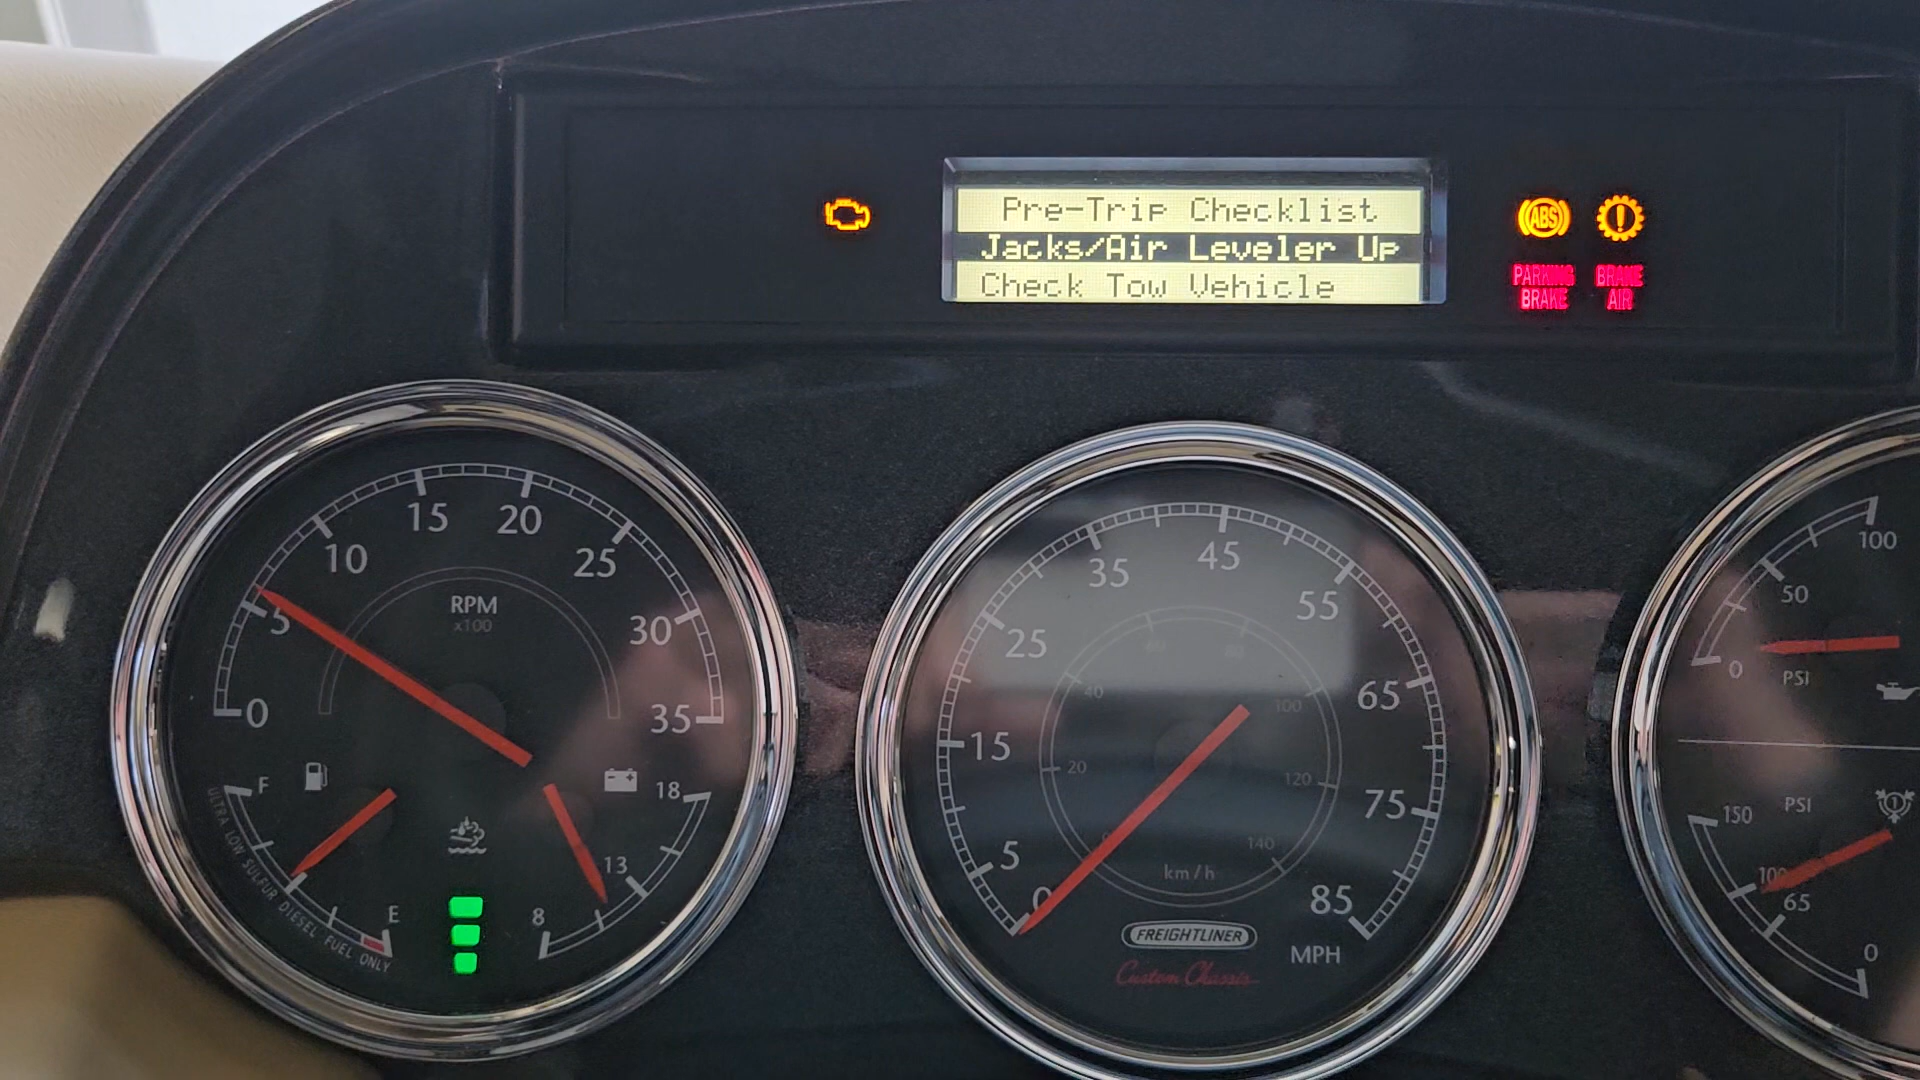 Pre-Trip Checklist
Jacks/Air Leveler Up
Check Tow Vehicle
ABS
!
PARKING
BRAKE
BRAKE
AIR
0
5
10
15
20
25
30
35
RPM
x100
F
E
ULTRA LOW SULFUR DIESEL FUEL ONLY
18
13
8
0
5
15
25
35
45
55
65
75
85
MPH
20
40
100
120
140
km/h
FREIGHTLINER
Custom Chassis
0
50
100
PSI
PSI
150
100
65
0
1